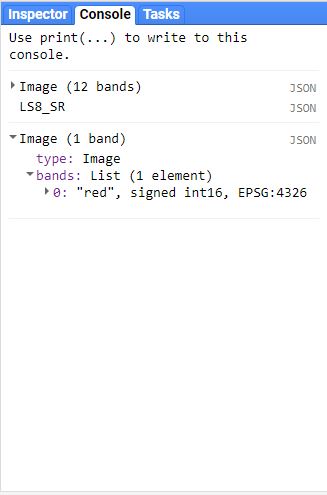 Inspector Console Tasks
Use print(...) to write to this
console.
Image (12 bands) JSON
LS8_SR JSON
Image (1 band) JSON
type: Image
bands: List (1 element)
0: "red", signed int16, EPSG:4326